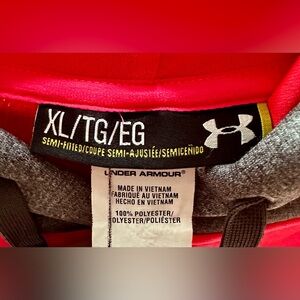 XL/TG/EG
SEMI-FITTED/COUPE SEMI-AJUSTÉE/SEMICEÑIDO
UNDER ARMOUR
MADE IN VIETNAM
FABRIQUÉ AU VIETNAM
HECHO EN VIETNAM
100% POLYESTER/
POLYESTER/POLIÉSTER